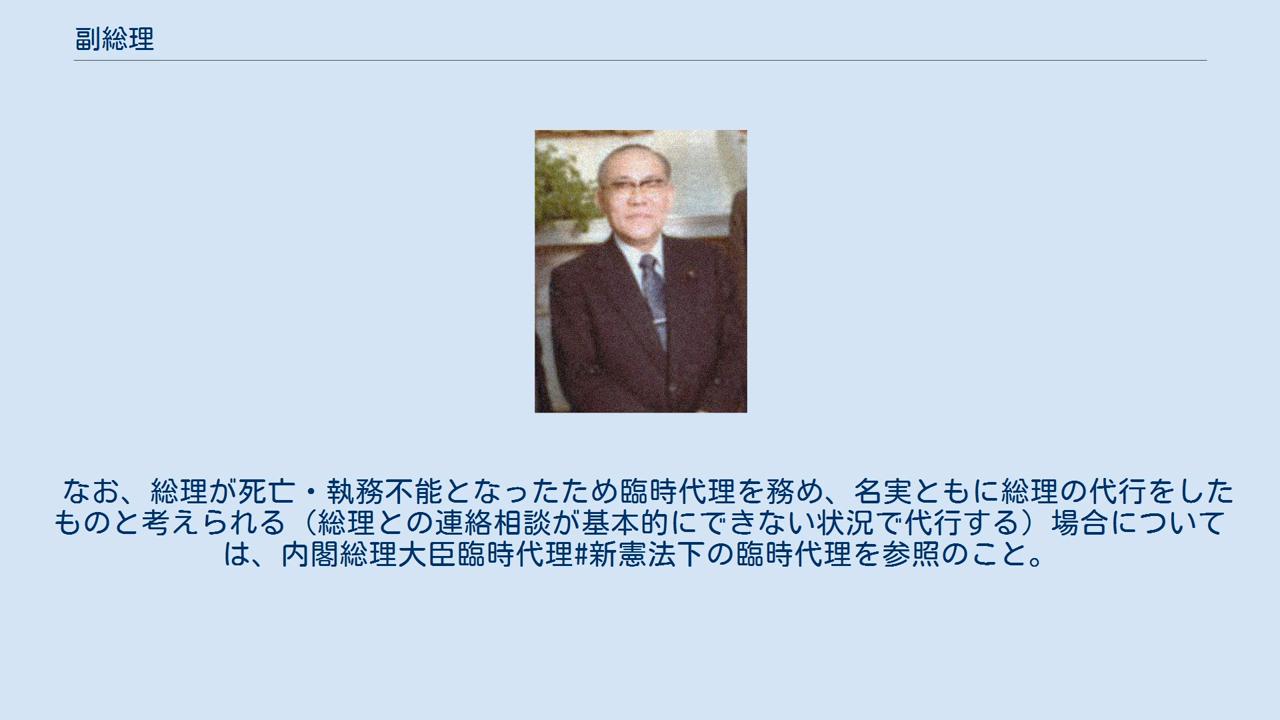 副総理
なお、総理が死亡・執務不能となったため臨時代理を務め、名実ともに総理の代行をした
ものと考えられる（総理との連絡相談が基本的にできない状況で代行する）場合について
は、内閣総理大臣臨時代理#新憲法下の臨時代理を参照のこと。